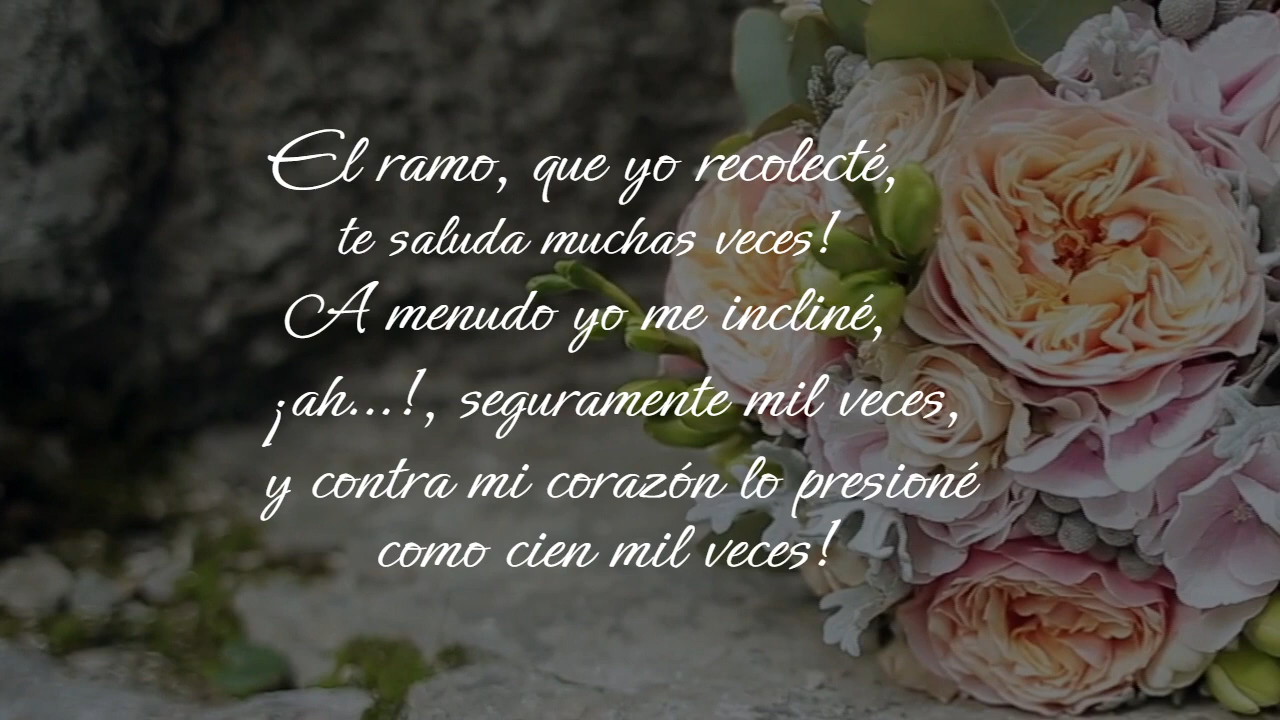 El ramo, que yo recolecté,
te saluda muchas veces!
A menudo yo me incliné,
¡ah...!, seguramente mil veces,
y contra mi corazón lo presioné
como cien mil veces!